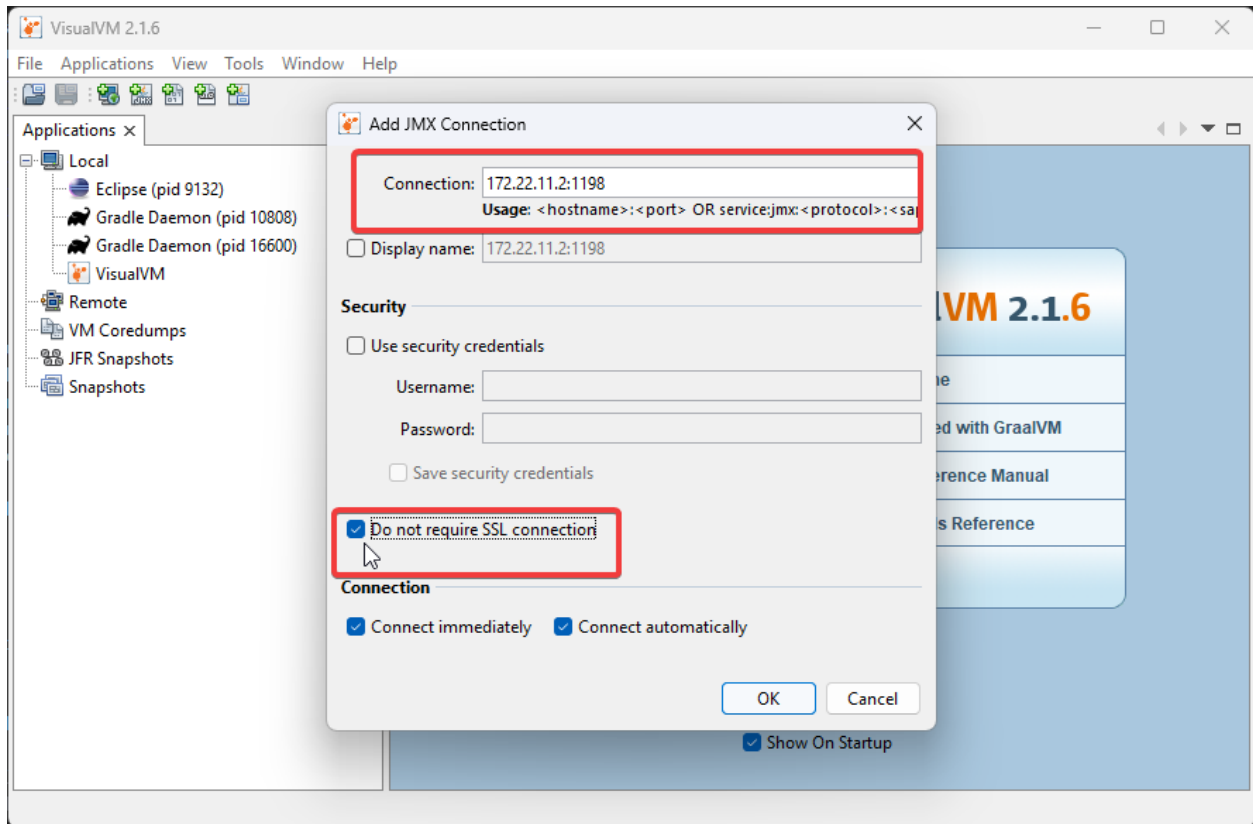 VisualVM 2.1.6
File Applications View Tools Window Help
Applications
Local
Eclipse (pid 9132)
Gradle Daemon (pid 10808)
Gradle Daemon (pid 16600)
VisualVM
Remote
VM Coredumps
JFR Snapshots
Snapshots
Add JMX Connection
Connection: 172.22.11.2:1198
Usage: <hostname>:<port> OR service:jmx:<protocol>:<sap
Display name: 172.22.11.2:1198
Security
Use security credentials
Username:
Password:
Save security credentials
Do not require SSL connection
Connection
Connect immediately Connect automatically
OK Cancel
VM 2.1.6
ed with GraalVM
erence Manual
s Reference
Show On Startup